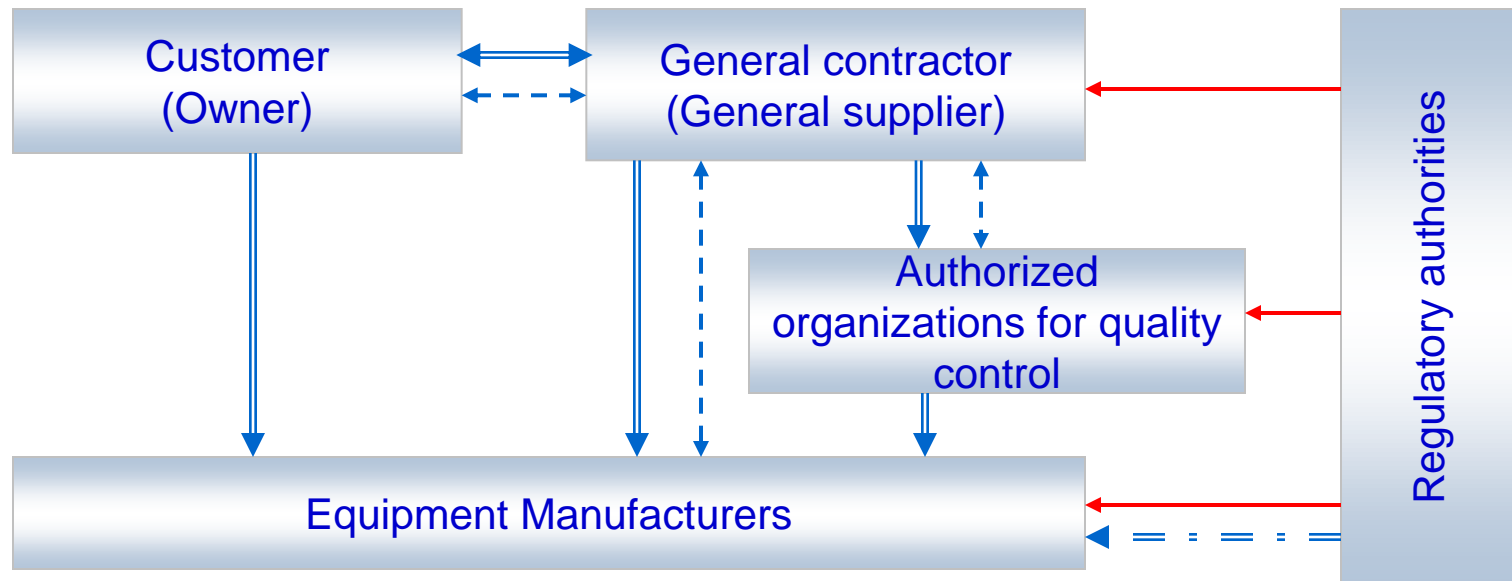 Customer
(Owner)
General contractor
(General supplier)
Authorized
organizations for quality
control
Equipment Manufacturers
Regulatory authorities